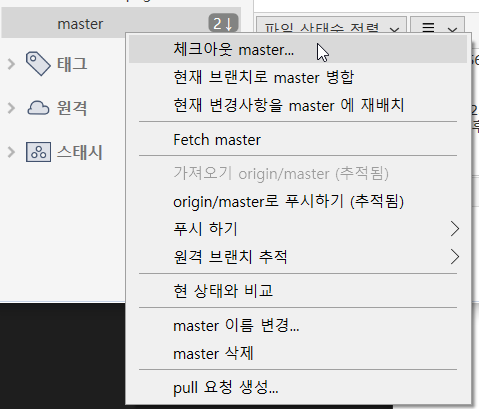 master 2↓
파일 상태순 정렬
태그
원격
스태시
체크아웃 master...
현재 브랜치로 master 병합
현재 변경사항을 master 에 재배치
Fetch master
가져오기 origin/master (추적됨)
origin/master로 푸시하기 (추적됨)
푸시 하기
원격 브랜치 추적
현 상태와 비교
master 이름 변경...
master 삭제
pull 요청 생성...